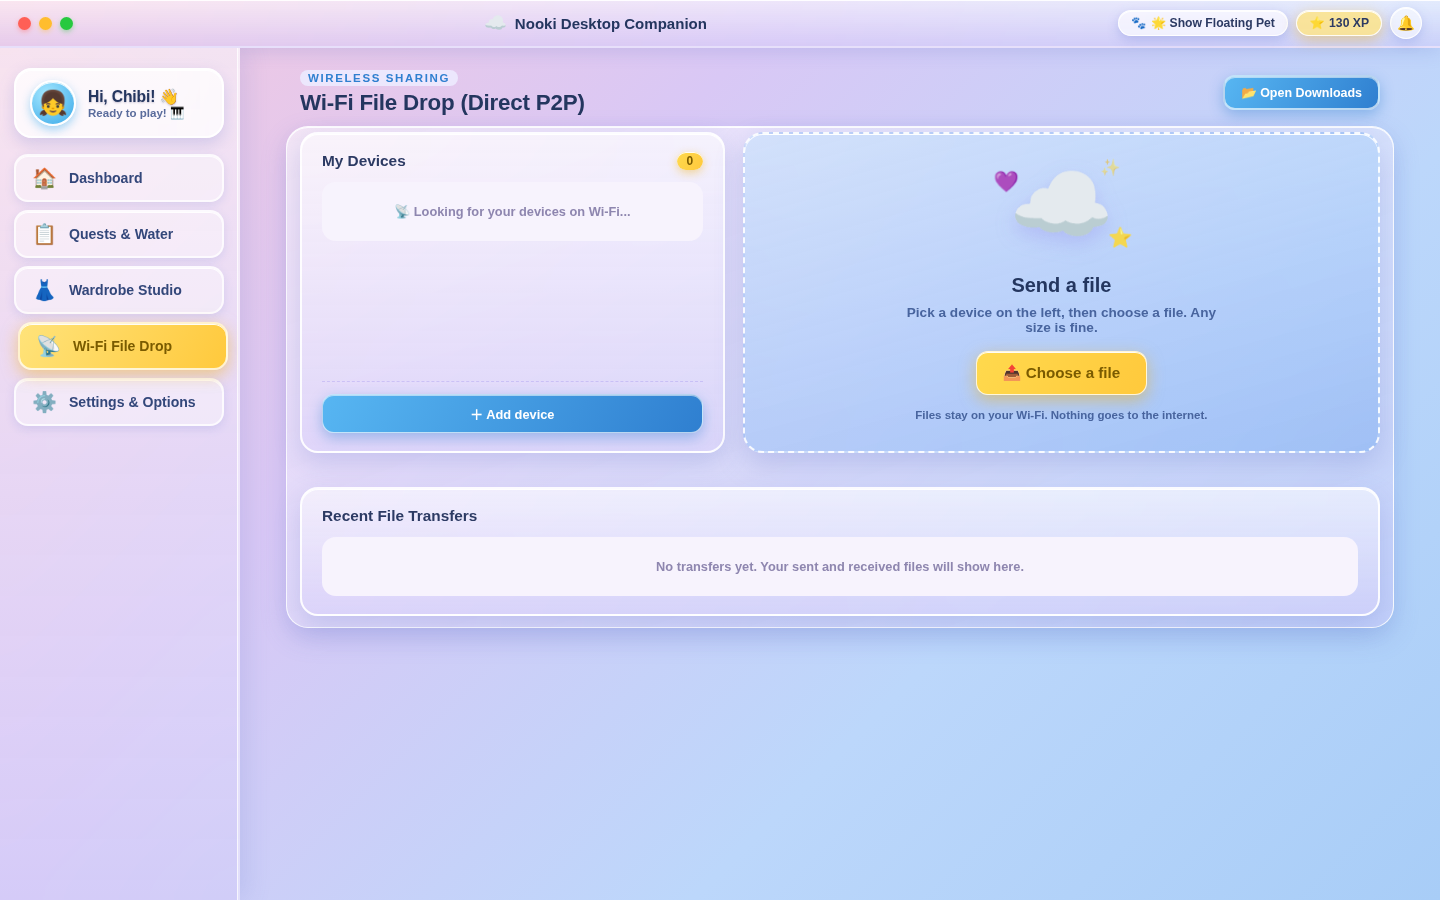 Nooki Desktop Companion
Show Floating Pet
130 XP
Hi, Chibi!
Ready to play!
Dashboard
Quests & Water
Wardrobe Studio
Wi-Fi File Drop
Settings & Options
WIRELESS SHARING
Wi-Fi File Drop (Direct P2P)
Open Downloads
My Devices
0
Looking for your devices on Wi-Fi...
+ Add device
Send a file
Pick a device on the left, then choose a file. Any
size is fine.
Choose a file
Files stay on your Wi-Fi. Nothing goes to the internet.
Recent File Transfers
No transfers yet. Your sent and received files will show here.